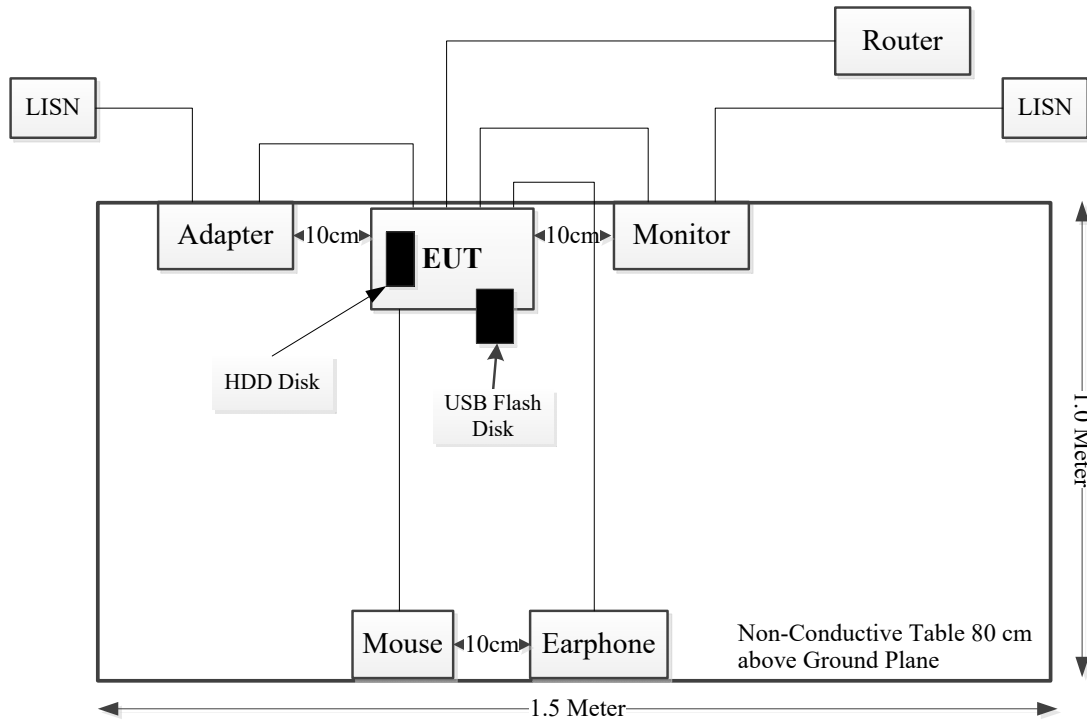 Router
LISN
LISN
Adapter
10cm
EUT
10cm
Monitor
HDD Disk
USB Flash
Disk
1.0 Meter
Mouse
10cm
Earphone
Non-Conductive Table 80 cm
above Ground Plane
1.5 Meter